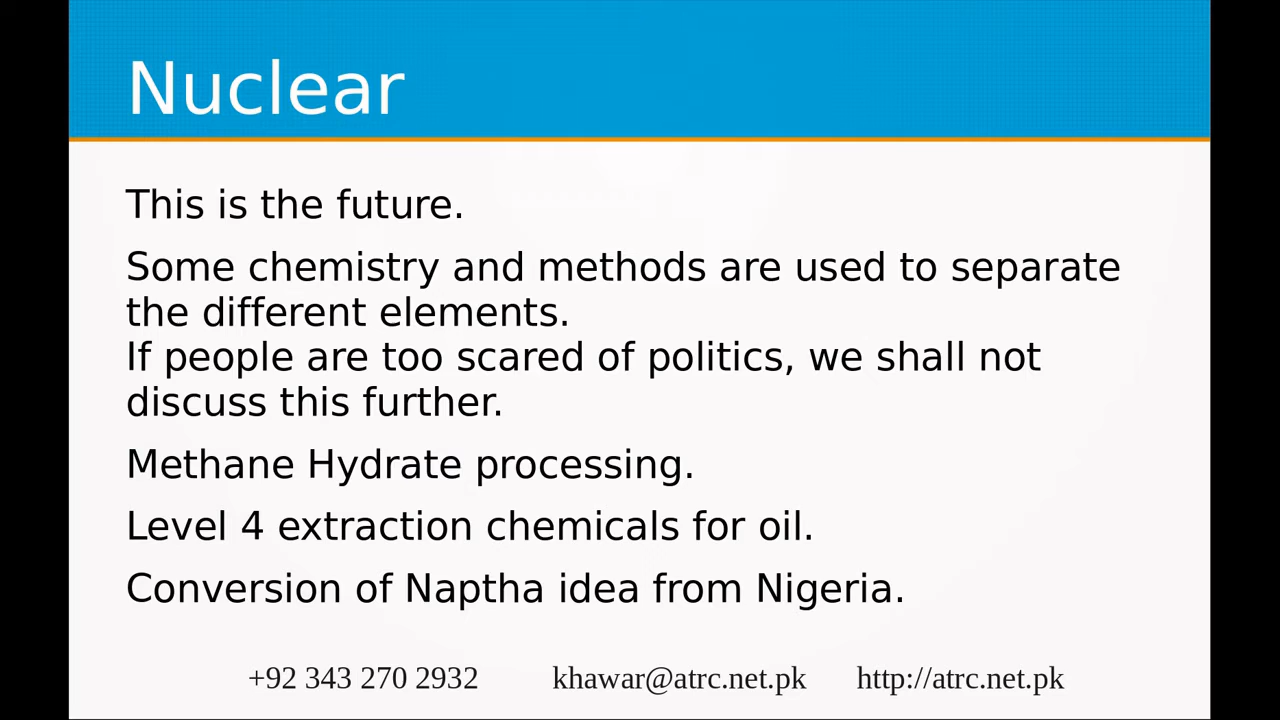 Nuclear
This is the future.
Some chemistry and methods are used to separate
the different elements.
If people are too scared of politics, we shall not
discuss this further.
Methane Hydrate processing.
Level 4 extraction chemicals for oil.
Conversion of Naptha idea from Nigeria.
+92 343 270 2932 khawar@atrc.net.pk http://atrc.net.pk